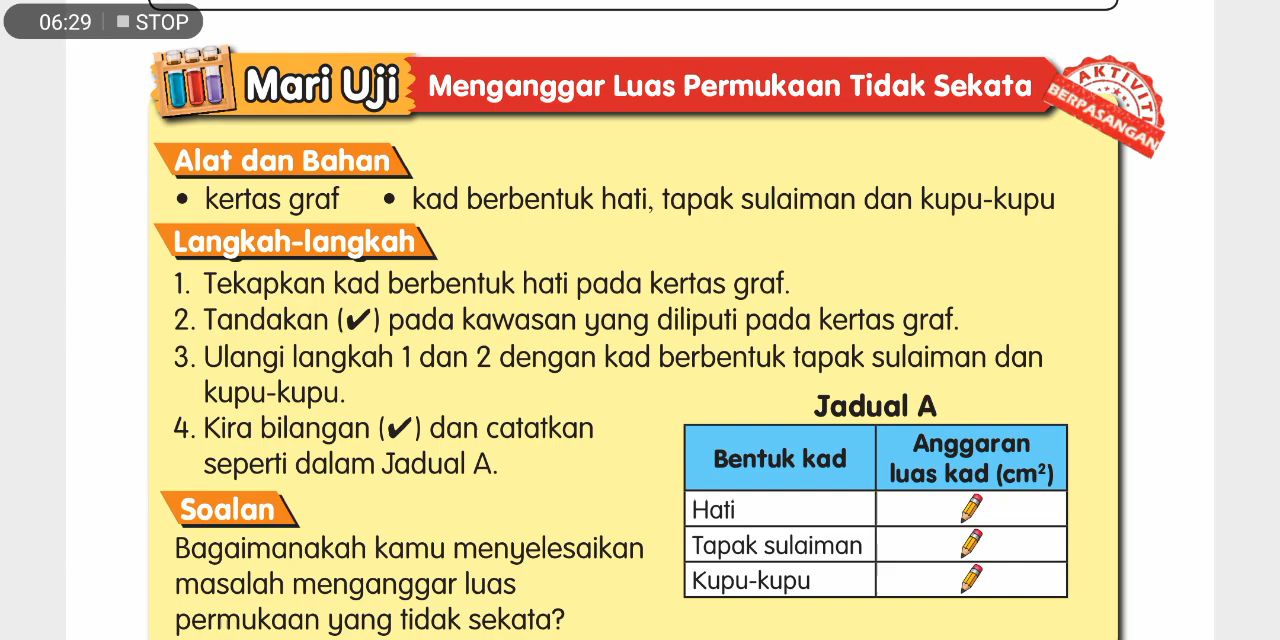 06:29 STOP
Mari Uji
Menganggar Luas Permukaan Tidak Sekata
AKTIVITI
BERPASANGAN
Alat dan Bahan
• kertas graf • kad berbentuk hati, tapak sulaiman dan kupu-kupu
Langkah-langkah
1. Tekapkan kad berbentuk hati pada kertas graf.
2. Tandakan (✔) pada kawasan yang diliputi pada kertas graf.
3. Ulangi langkah 1 dan 2 dengan kad berbentuk tapak sulaiman dan
kupu-kupu.
4. Kira bilangan (✔) dan catatkan
seperti dalam Jadual A.
Soalan
Bagaimanakah kamu menyelesaikan
masalah menganggar luas
permukaan yang tidak sekata?
Jadual A
Bentuk kad
Anggaran
luas kad (cm²)
Hati
Tapak sulaiman
Kupu-kupu